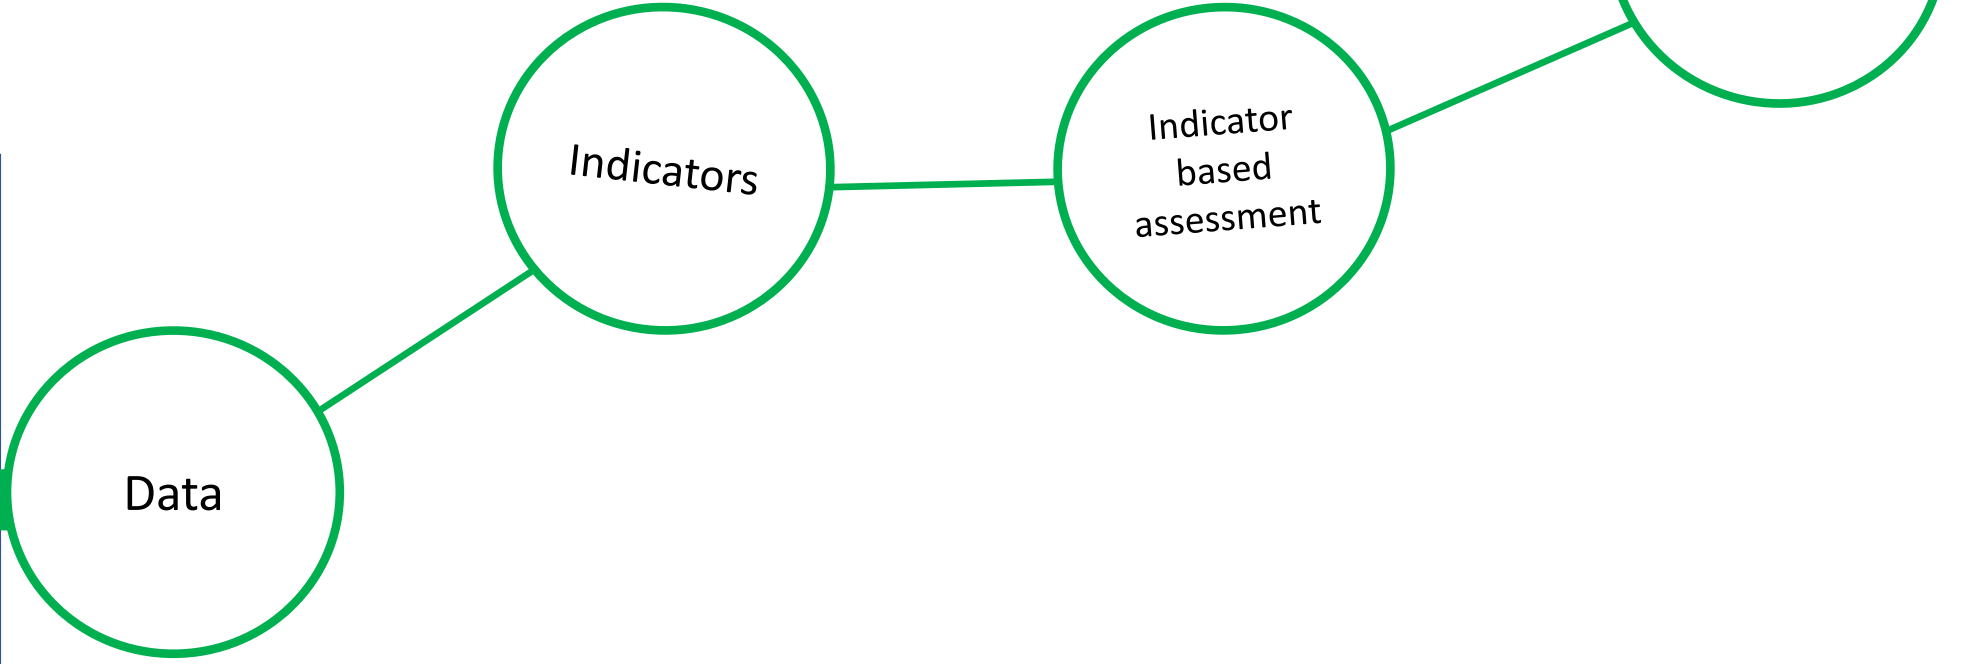 Indicators
Indicator
based
assessment
Data